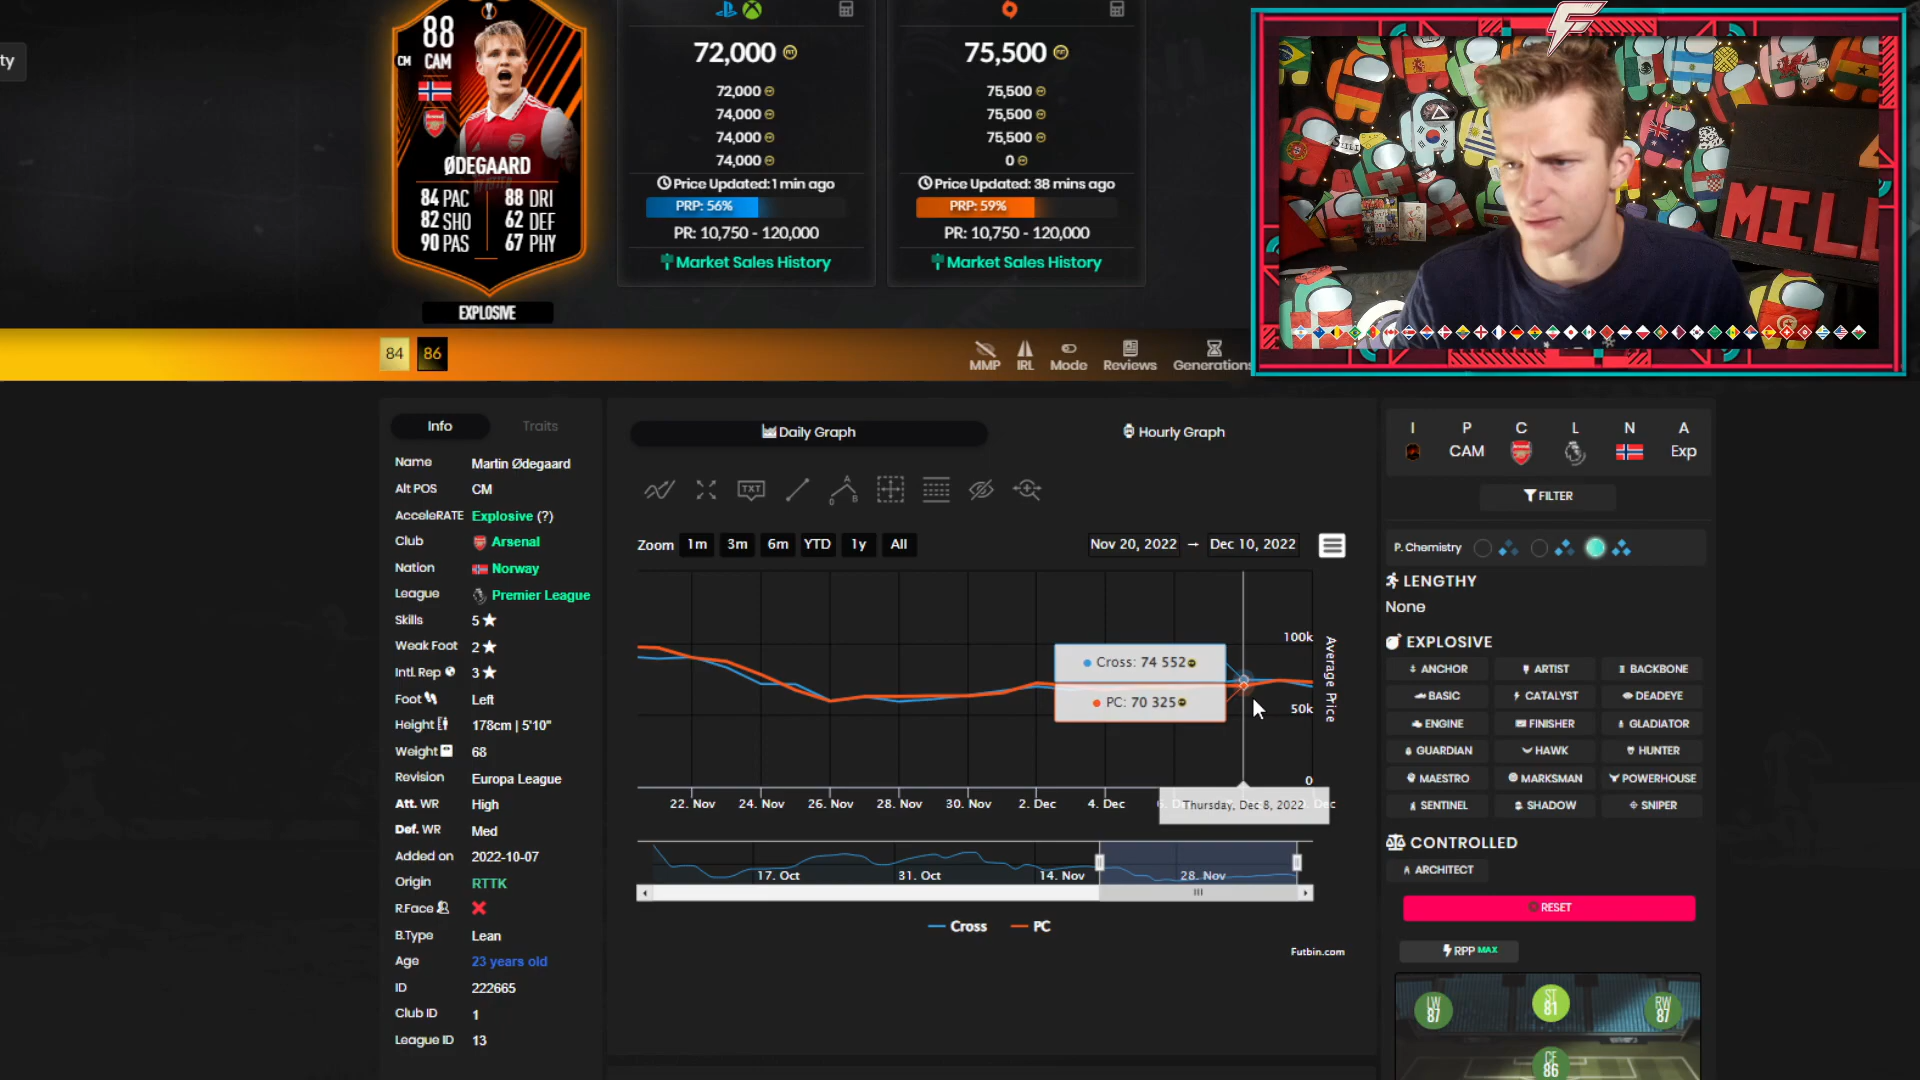 ty
88
CAM
CM
ØDEGAARD
84 PAC
88 DRI
82 SHO
62 DEF
90 PAS
67 PHY
EXPLOSIVE
72,000
72,000
74,000
74,000
74,000
Price Updated: 1 min ago
PRP: 56%
PR: 10,750 - 120,000
Market Sales History
75,500
75,500
75,500
75,500
0
Price Updated: 38 mins ago
PRP: 59%
PR: 10,750 - 120,000
Market Sales History
MILL
84
86
MMP
IRL
Mode
Reviews
Generations
Info
Traits
Name Martin Ødegaard
Alt POS CM
AcceleRATE Explosive (?)
Club Arsenal
Nation Norway
League Premier League
Skills 5
Weak Foot 2
Intl. Rep 3
Foot Left
Height 178cm | 5'10"
Weight 68
Revision Europa League
Att. WR High
Def. WR Med
Added on 2022-10-07
Origin RTTK
R.Face
B.Type Lean
Age 23 years old
ID 222665
Club ID 1
League ID 13
Daily Graph
Hourly Graph
TXT
Zoom 1m 3m 6m YTD 1y All
Nov 20, 2022 → Dec 10, 2022
100k
50k
0
Average Price
Cross: 74 552
PC: 70 325
22. Nov 24. Nov 26. Nov 28. Nov 30. Nov 2. Dec 4. Dec
Thursday, Dec 8, 2022
17. Oct 31. Oct 14. Nov 28. Nov
Cross PC
Futbin.com
I P C L N A
CAM Exp
FILTER
P. Chemistry
LENGTHY
None
EXPLOSIVE
ANCHOR ARTIST BACKBONE
BASIC CATALYST DEADEYE
ENGINE FINISHER GLADIATOR
GUARDIAN HAWK HUNTER
MAESTRO MARKSMAN POWERHOUSE
SENTINEL SHADOW SNIPER
CONTROLLED
ARCHITECT
RESET
RPP MAX
LW
87
ST
81
RW
87
CF
86